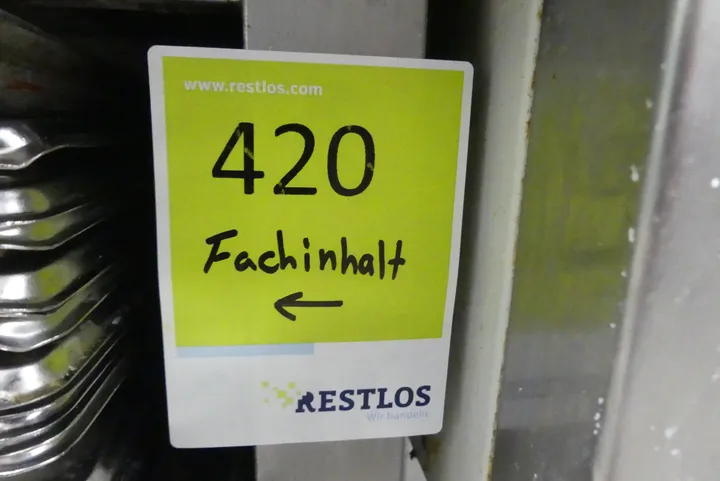 www.restlos.com
420
Fachinhalt
←
RESTLOS
Wir handeln